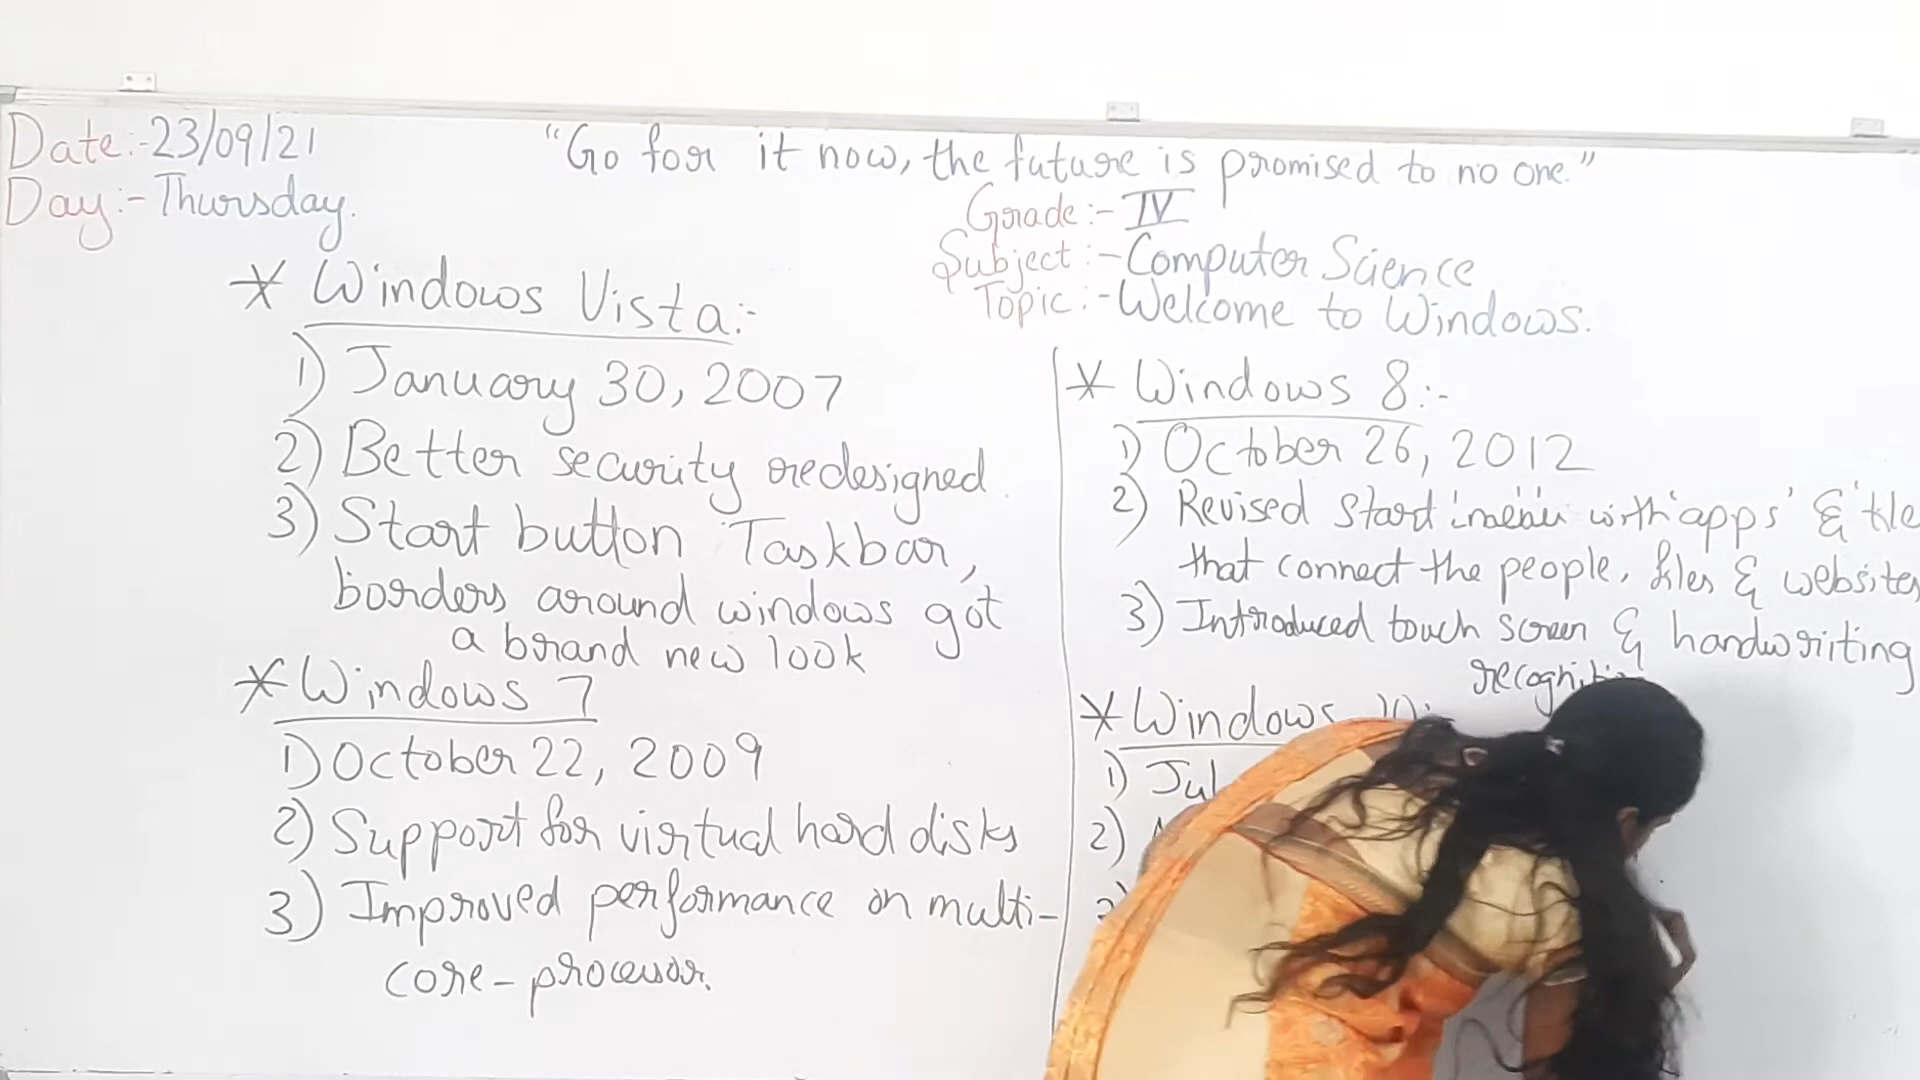 Date:-23/09/21
Day:-Thursday.
"Go for it now, the future is promised to no one."
Grade:- IV
Subject:-Computer Science
Topic:-Welcome to Windows.
* Windows Vista:-
1) January 30, 2007
2) Better security redesigned
3) Start button Taskbar,
borders around windows got
a brand new look
* Windows 7
1) October 22, 2009
2) Support for virtual hard disks
3) Improved performance on multi-
core-processor.
* Windows 8:-
1) October 26, 2012
2) Revised Start 'menu' with 'apps' & 'tile
that connect the people, files & websites
3) Introduced touch screen & handwriting
* Windows 10:-
1)
2)